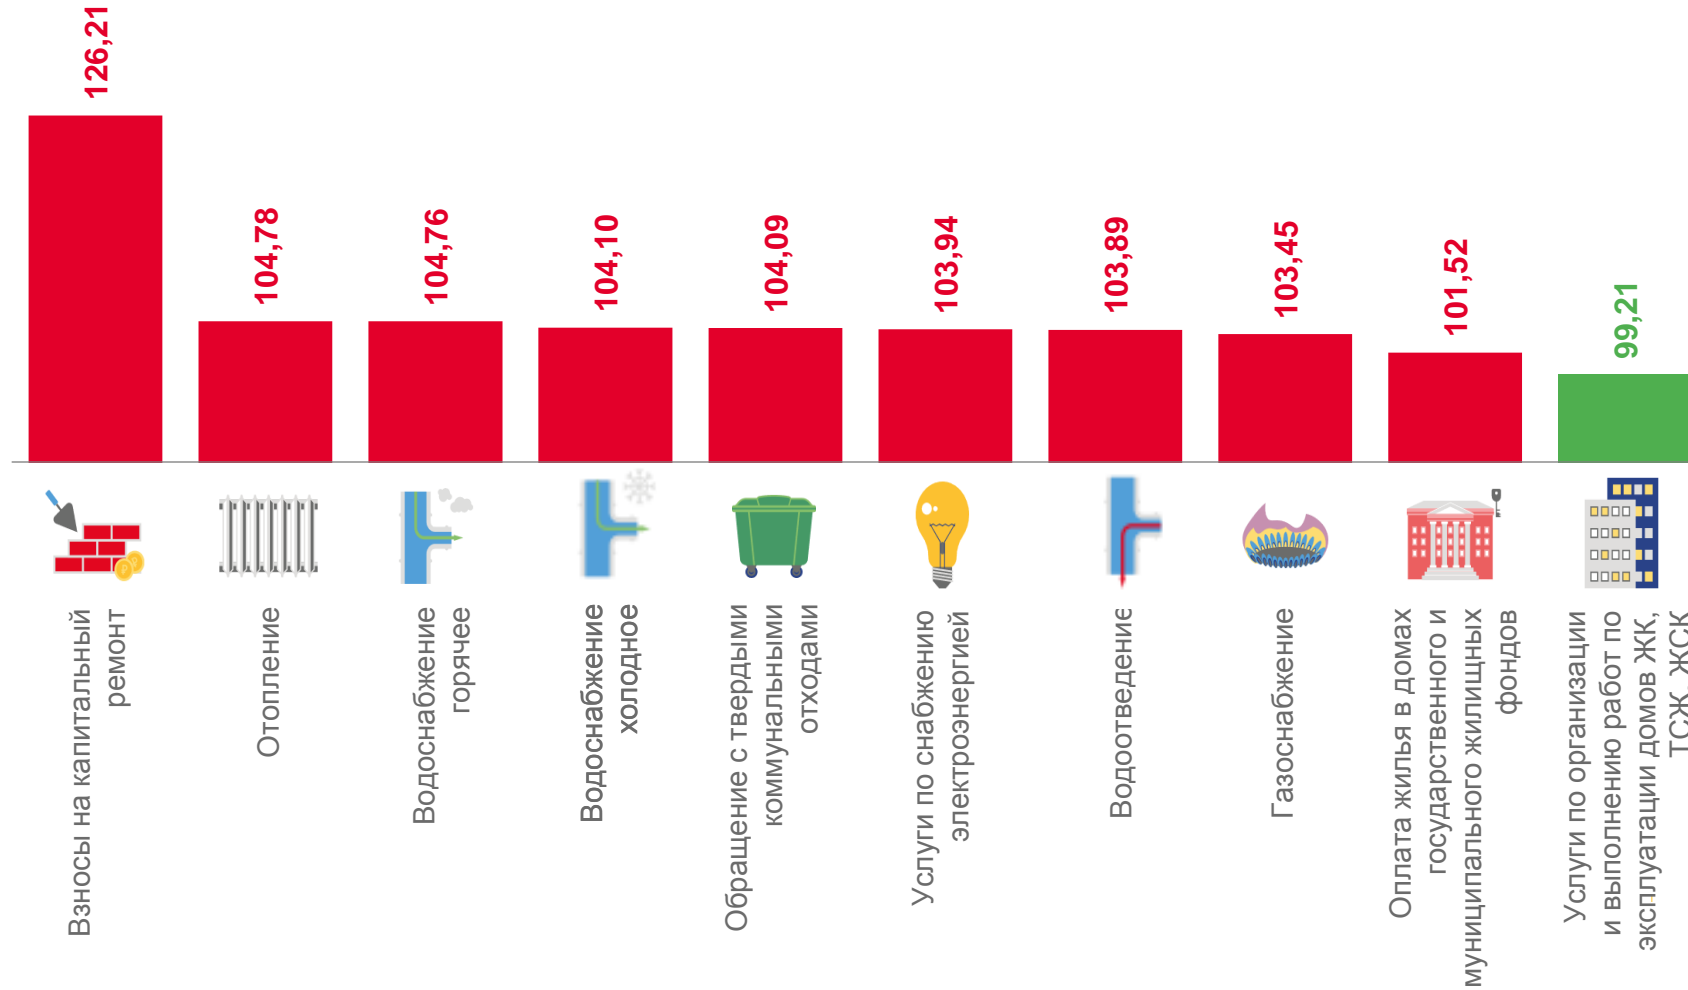 126,21
104,78
104,76
104,10
104,09
103,94
103,89
103,45
101,52
99,21
Взносы на капитальный
ремонт
Отопление
Водоснабжение
горячее
Водоснабжение
холодное
Обращение с твердыми
коммунальными
отходами
Услуги по снабжению
электроэнергией
Водоотведение
Газоснабжение
Оплата жилья в домах
государственного и
муниципального жилищных
фондов
Услуги по организации
и выполнению работ по
эксплуатации домов ЖК,
ТСЖ, ЖСК